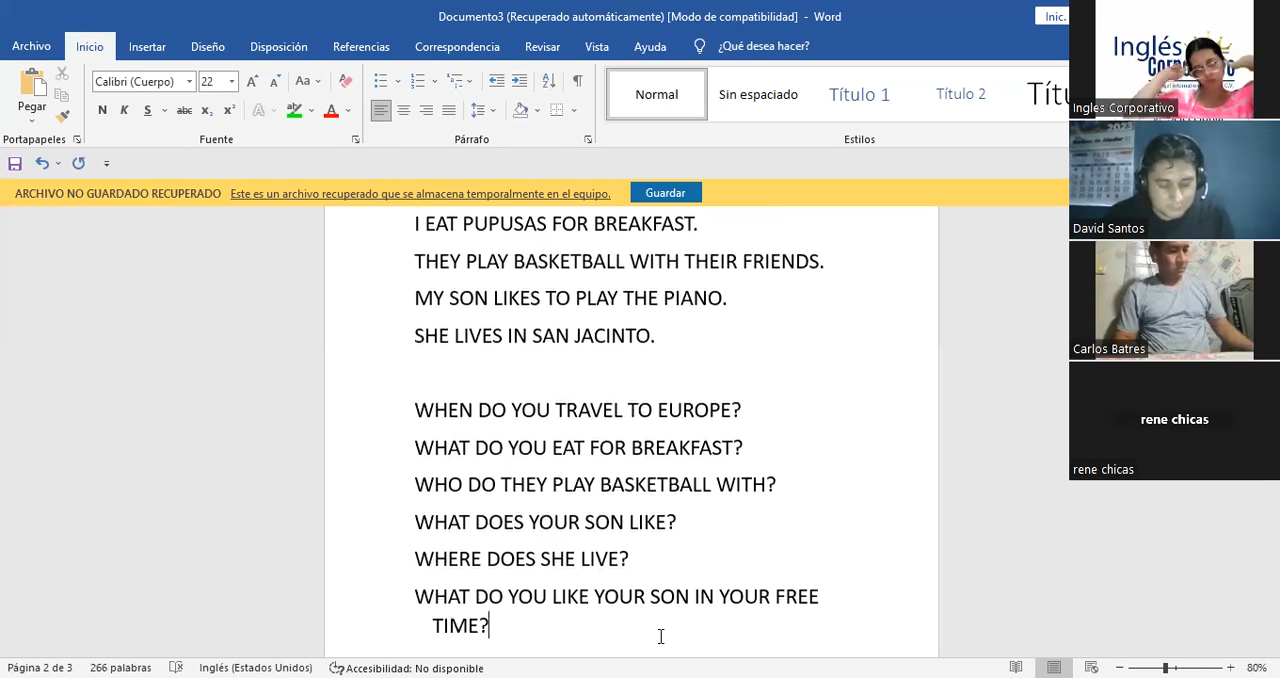 Documento3 (Recuperado automáticamente) [Modo de compatibilidad] - Word
Inic.
Archivo Inicio Insertar Diseño Disposición Referencias Correspondencia Revisar Vista Ayuda ¿Qué desea hacer?
Pegar
Calibri (Cuerpo) 22
Normal Sin espaciado Título 1 Título 2
Portapapeles Fuente Párrafo Estilos
ARCHIVO NO GUARDADO RECUPERADO Este es un archivo recuperado que se almacena temporalmente en el equipo. Guardar
I EAT PUPUSAS FOR BREAKFAST.
THEY PLAY BASKETBALL WITH THEIR FRIENDS.
MY SON LIKES TO PLAY THE PIANO.
SHE LIVES IN SAN JACINTO.
WHEN DO YOU TRAVEL TO EUROPE?
WHAT DO YOU EAT FOR BREAKFAST?
WHO DO THEY PLAY BASKETBALL WITH?
WHAT DOES YOUR SON LIKE?
WHERE DOES SHE LIVE?
WHAT DO YOU LIKE YOUR SON IN YOUR FREE
TIME?
Página 2 de 3 266 palabras Inglés (Estados Unidos) Accesibilidad: No disponible 80%
Inglés
Ingles Corporativo
2023
David Santos
Carlos Batres
rene chicas
rene chicas